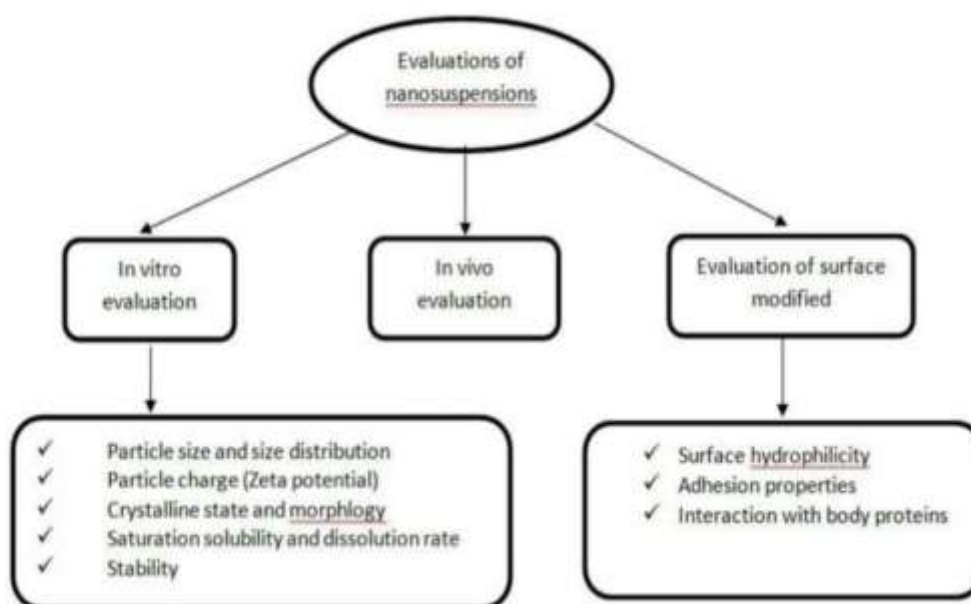 Evaluations of
nanosuspensions
In vitro
evaluation
In vivo
evaluation
Evaluation of surface
modified
Particle size and size distribution
Particle charge (Zeta potential)
Crystalline state and morphlogy
Saturation solubility and dissolution rate
Stability
Surface hydrophilicity
Adhesion properties
Interaction with body proteins